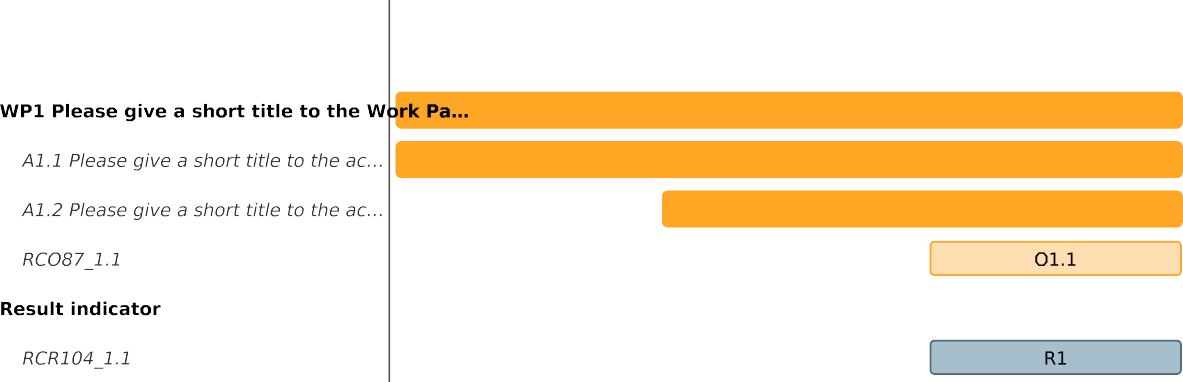 WP1 Please give a short title to the Work Pa...
A1.1 Please give a short title to the ac...
A1.2 Please give a short title to the ac...
RCO87_1.1 O1.1
Result indicator
RCR104_1.1 R1